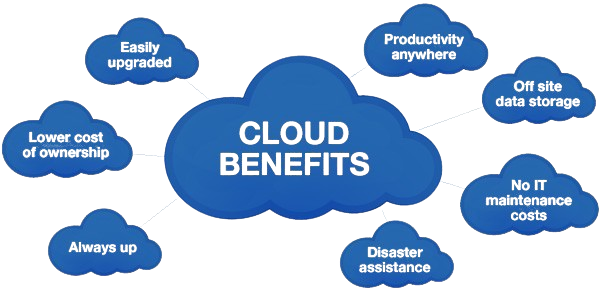 Easily
upgraded
Productivity
anywhere
Off site
data storage
Lower cost
of ownership
CLOUD
BENEFITS
No IT
maintenance
costs
Always up
Disaster
assistance